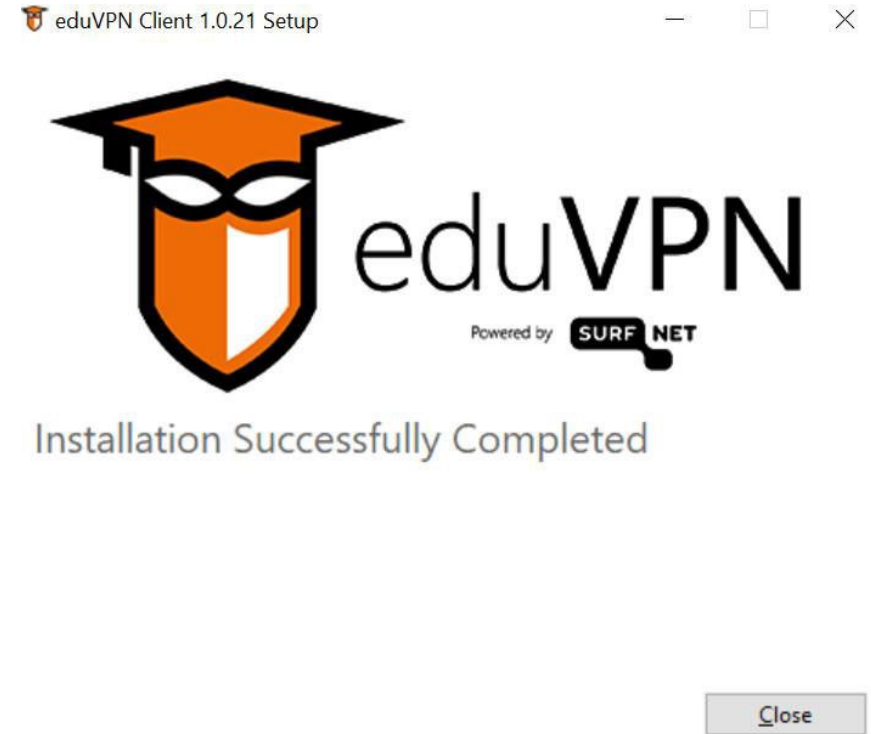 eduVPN Client 1.0.21 Setup
eduVPN
Powered by SURF NET
Installation Successfully Completed
Close